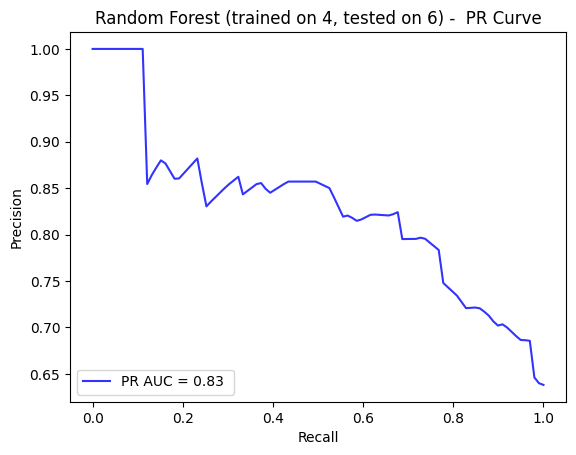 Random Forest (trained on 4, tested on 6) -  PR Curve
1.00
0.95
0.90
0.85
0.80
0.75
0.70
0.65
Precision
PR AUC = 0.83
0.0 0.2 0.4 0.6 0.8 1.0
Recall